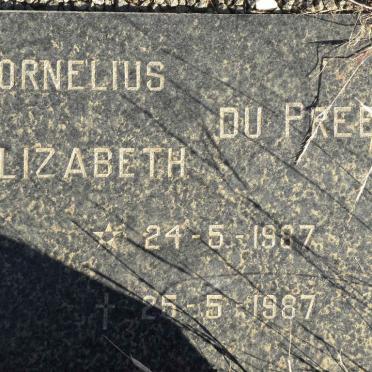 ORNELIUS
DU PREE
LIZABETH
☆ 24-5-1987
† 25-5-1987